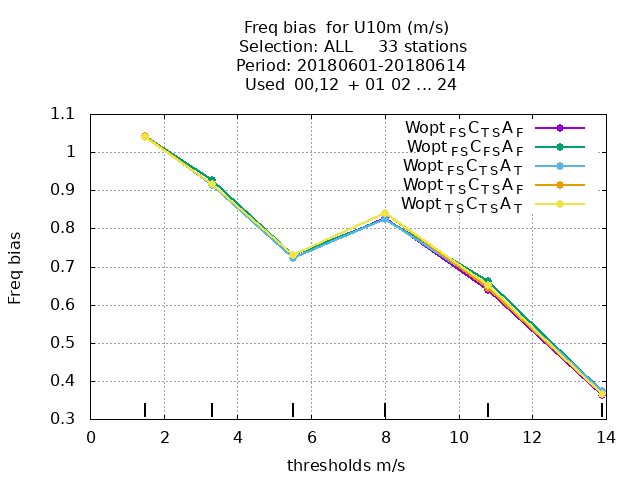 Freq bias  for U10m (m/s)
Selection: ALL     33 stations
Period: 20180601-20180614
Used  00,12  + 01 02 ... 24
Wopt FS C TS A F
Wopt FS C FS A F
Wopt FS C TS A T
Wopt TS C TS A F
Wopt TS C TS A T
1.1
1
0.9
0.8
0.7
0.6
0.5
0.4
0.3
Freq bias
0 2 4 6 8 10 12 14
thresholds m/s